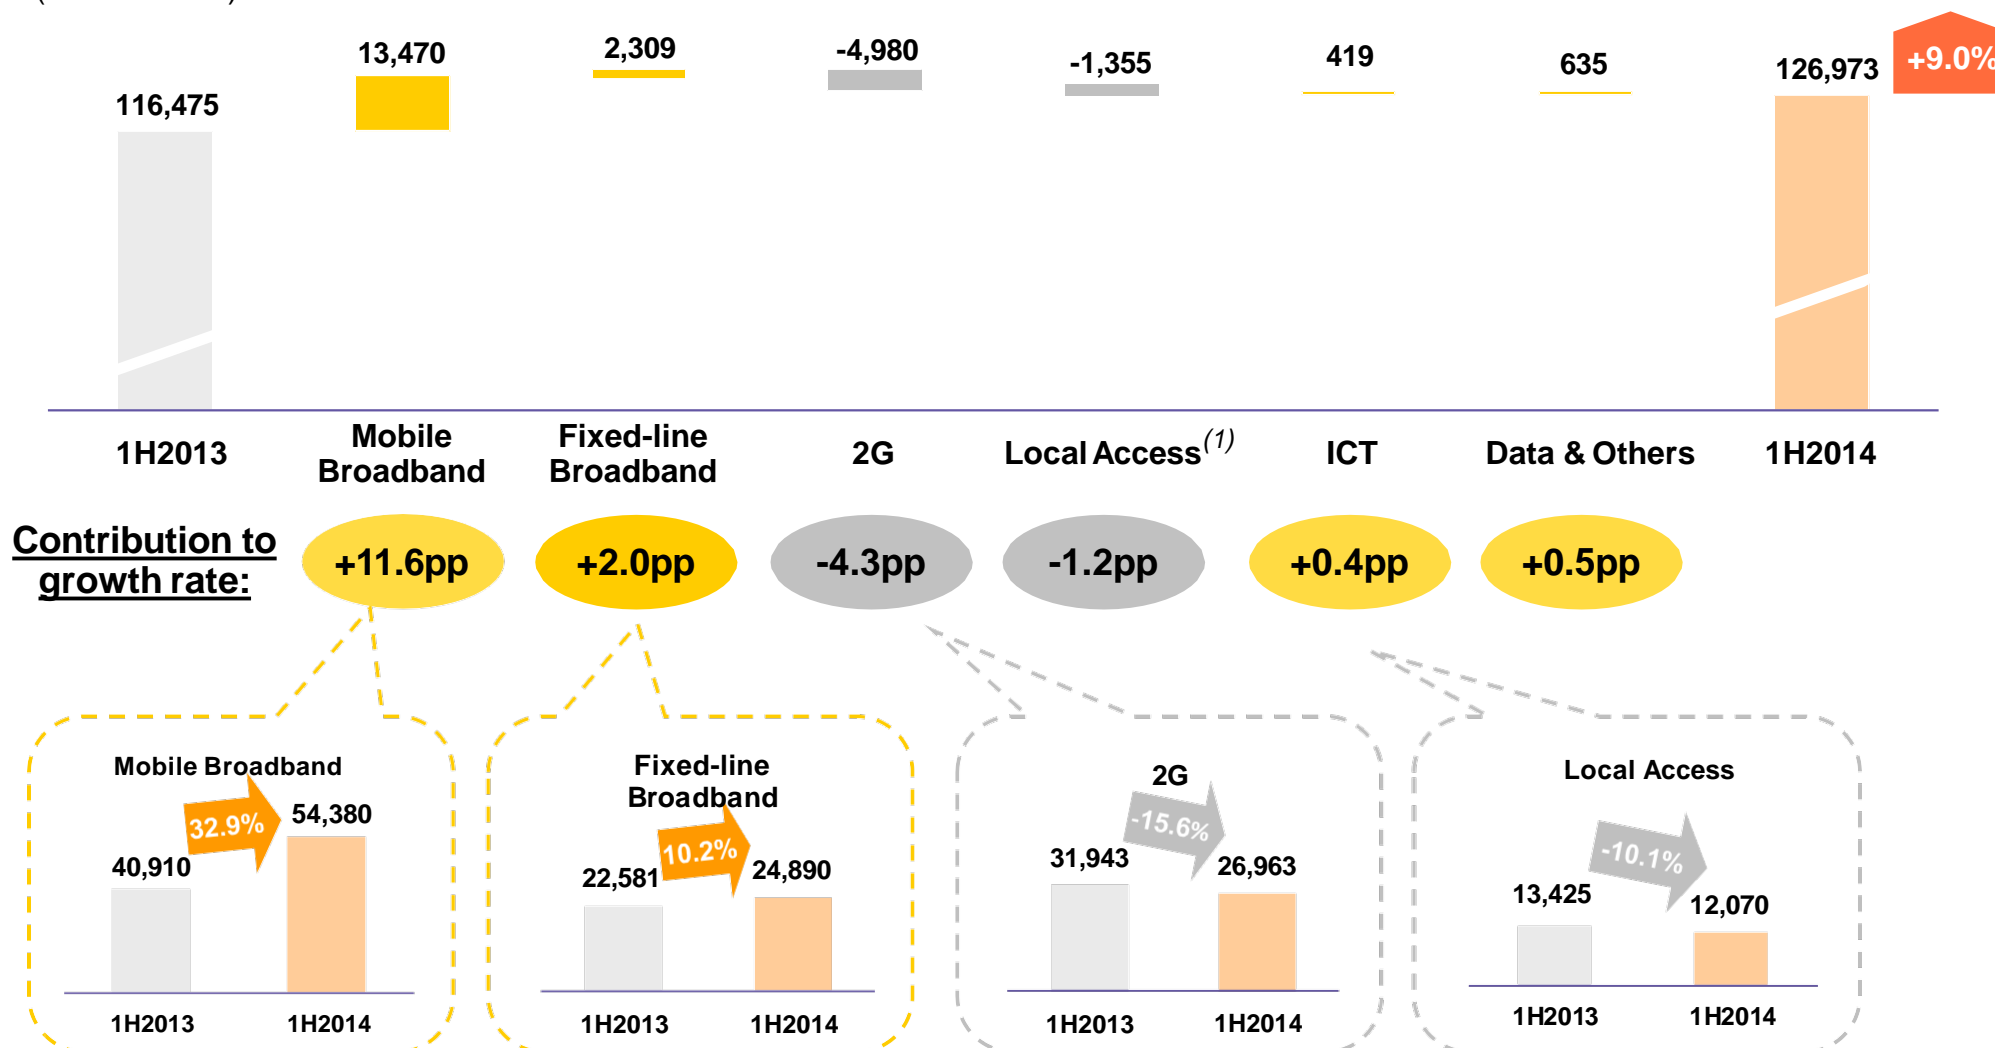 13,470
2,309
-4,980
-1,355
419
635
126,973
+9.0%
116,475
1H2013
Mobile
Broadband
Fixed-line
Broadband
2G
Local Access(1)
ICT
Data & Others
1H2014
Contribution to
growth rate:
+11.6pp
+2.0pp
-4.3pp
-1.2pp
+0.4pp
+0.5pp
Mobile Broadband
32.9%
54,380
40,910
1H2013
1H2014
Fixed-line
Broadband
10.2%
22,581
24,890
1H2013
1H2014
2G
-15.6%
31,943
26,963
1H2013
1H2014
Local Access
-10.1%
13,425
12,070
1H2013
1H2014